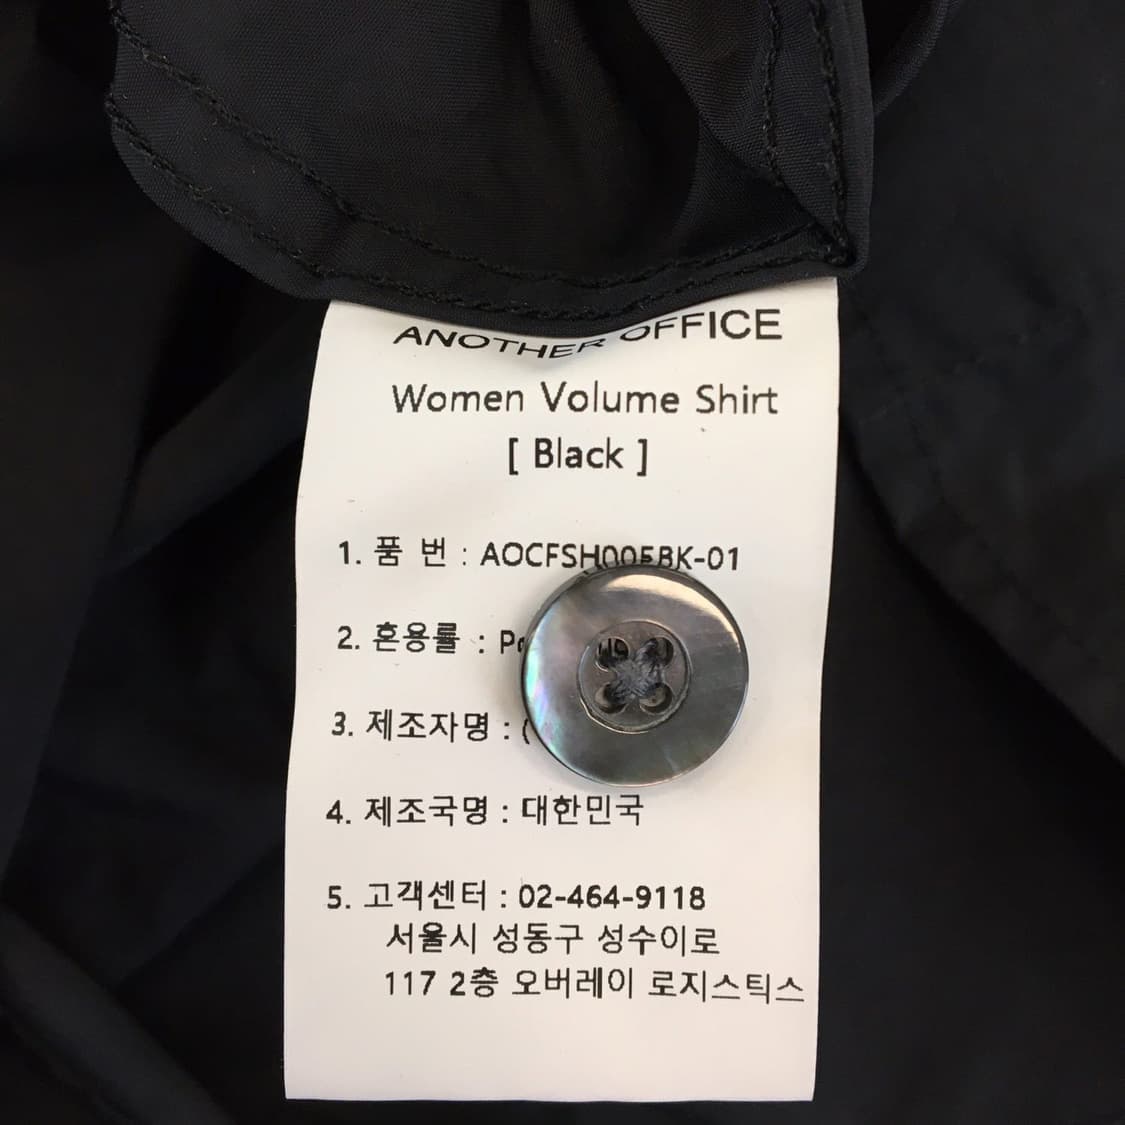 ANOTHER OFFICE
Women Volume Shirt
[ Black ]
1. 품 번 : AOCFSH005BK-01
2. 혼용률 :
3. 제조자명 : (
4. 제조국명 : 대한민국
5. 고객센터 : 02-464-9118
서울시 성동구 성수이로
117 2층 오버레이 로지스틱스